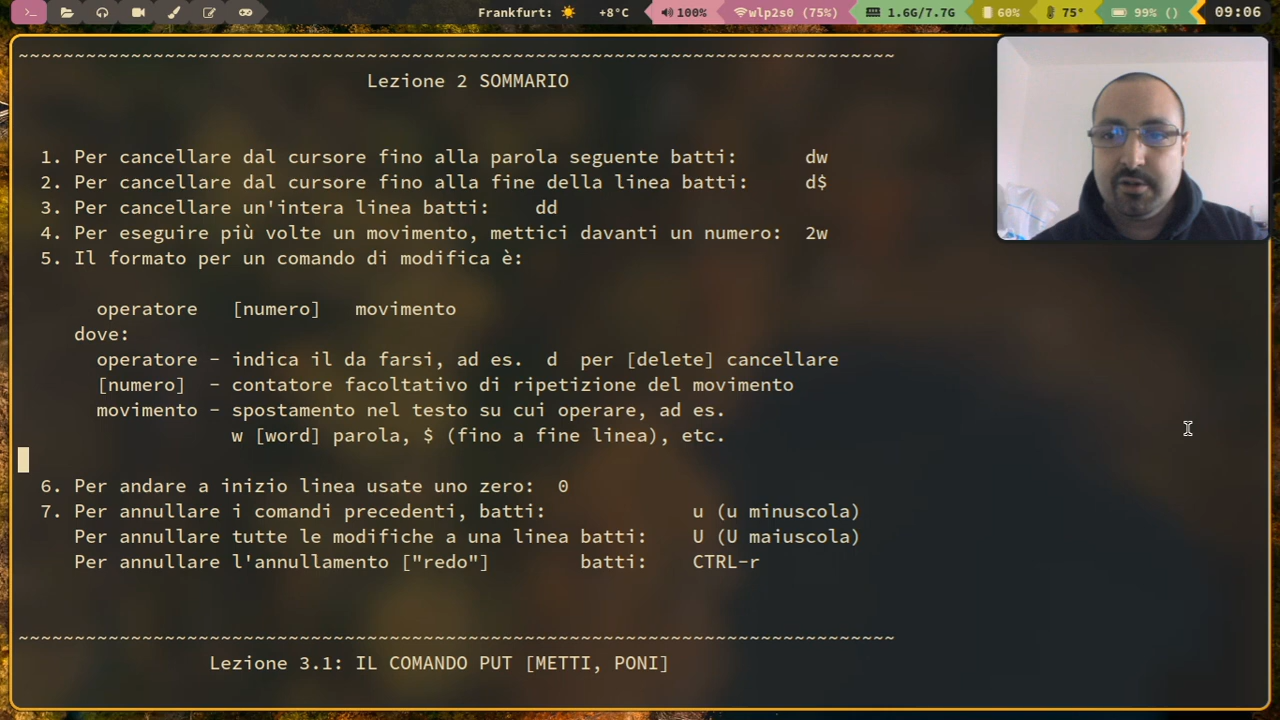 Frankfurt: +8°C 100% wlp2s0 (75%) 1.6G/7.7G 60% 75° 99% () 09:06
~~~~~~~~~~~~~~~~~~~~~~~~~~~~~~~~~~~~~~~~~~~~~~~~~~~~~~~~~~~~~~~~~~~~~~~~~~~~~~
Lezione 2 SOMMARIO
1. Per cancellare dal cursore fino alla parola seguente batti: dw
2. Per cancellare dal cursore fino alla fine della linea batti: d$
3. Per cancellare un'intera linea batti: dd
4. Per eseguire più volte un movimento, mettici davanti un numero: 2w
5. Il formato per un comando di modifica è:
operatore [numero] movimento
dove:
operatore - indica il da farsi, ad es. d per [delete] cancellare
[numero] - contatore facoltativo di ripetizione del movimento
movimento - spostamento nel testo su cui operare, ad es.
w [word] parola, $ (fino a fine linea), etc.
6. Per andare a inizio linea usate uno zero: 0
7. Per annullare i comandi precedenti, batti: u (u minuscola)
Per annullare tutte le modifiche a una linea batti: U (U maiuscola)
Per annullare l'annullamento ["redo"] batti: CTRL-r
~~~~~~~~~~~~~~~~~~~~~~~~~~~~~~~~~~~~~~~~~~~~~~~~~~~~~~~~~~~~~~~~~~~~~~~~~~~~~~
Lezione 3.1: IL COMANDO PUT [METTI, PONI]